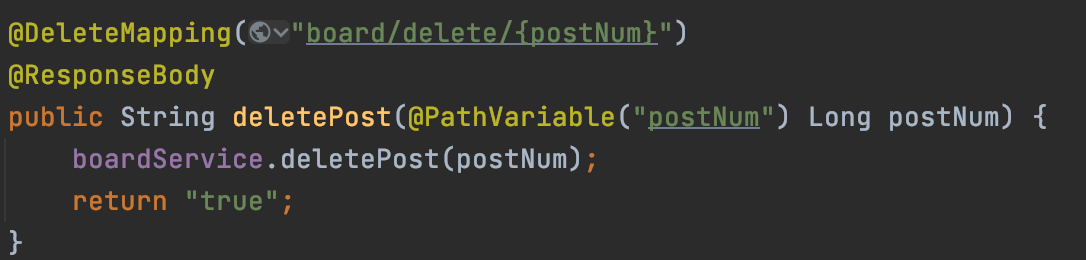 @DeleteMapping("board/delete/{postNum}")
@ResponseBody
public String deletePost(@PathVariable("postNum") Long postNum) {
    boardService.deletePost(postNum);
    return "true";
}